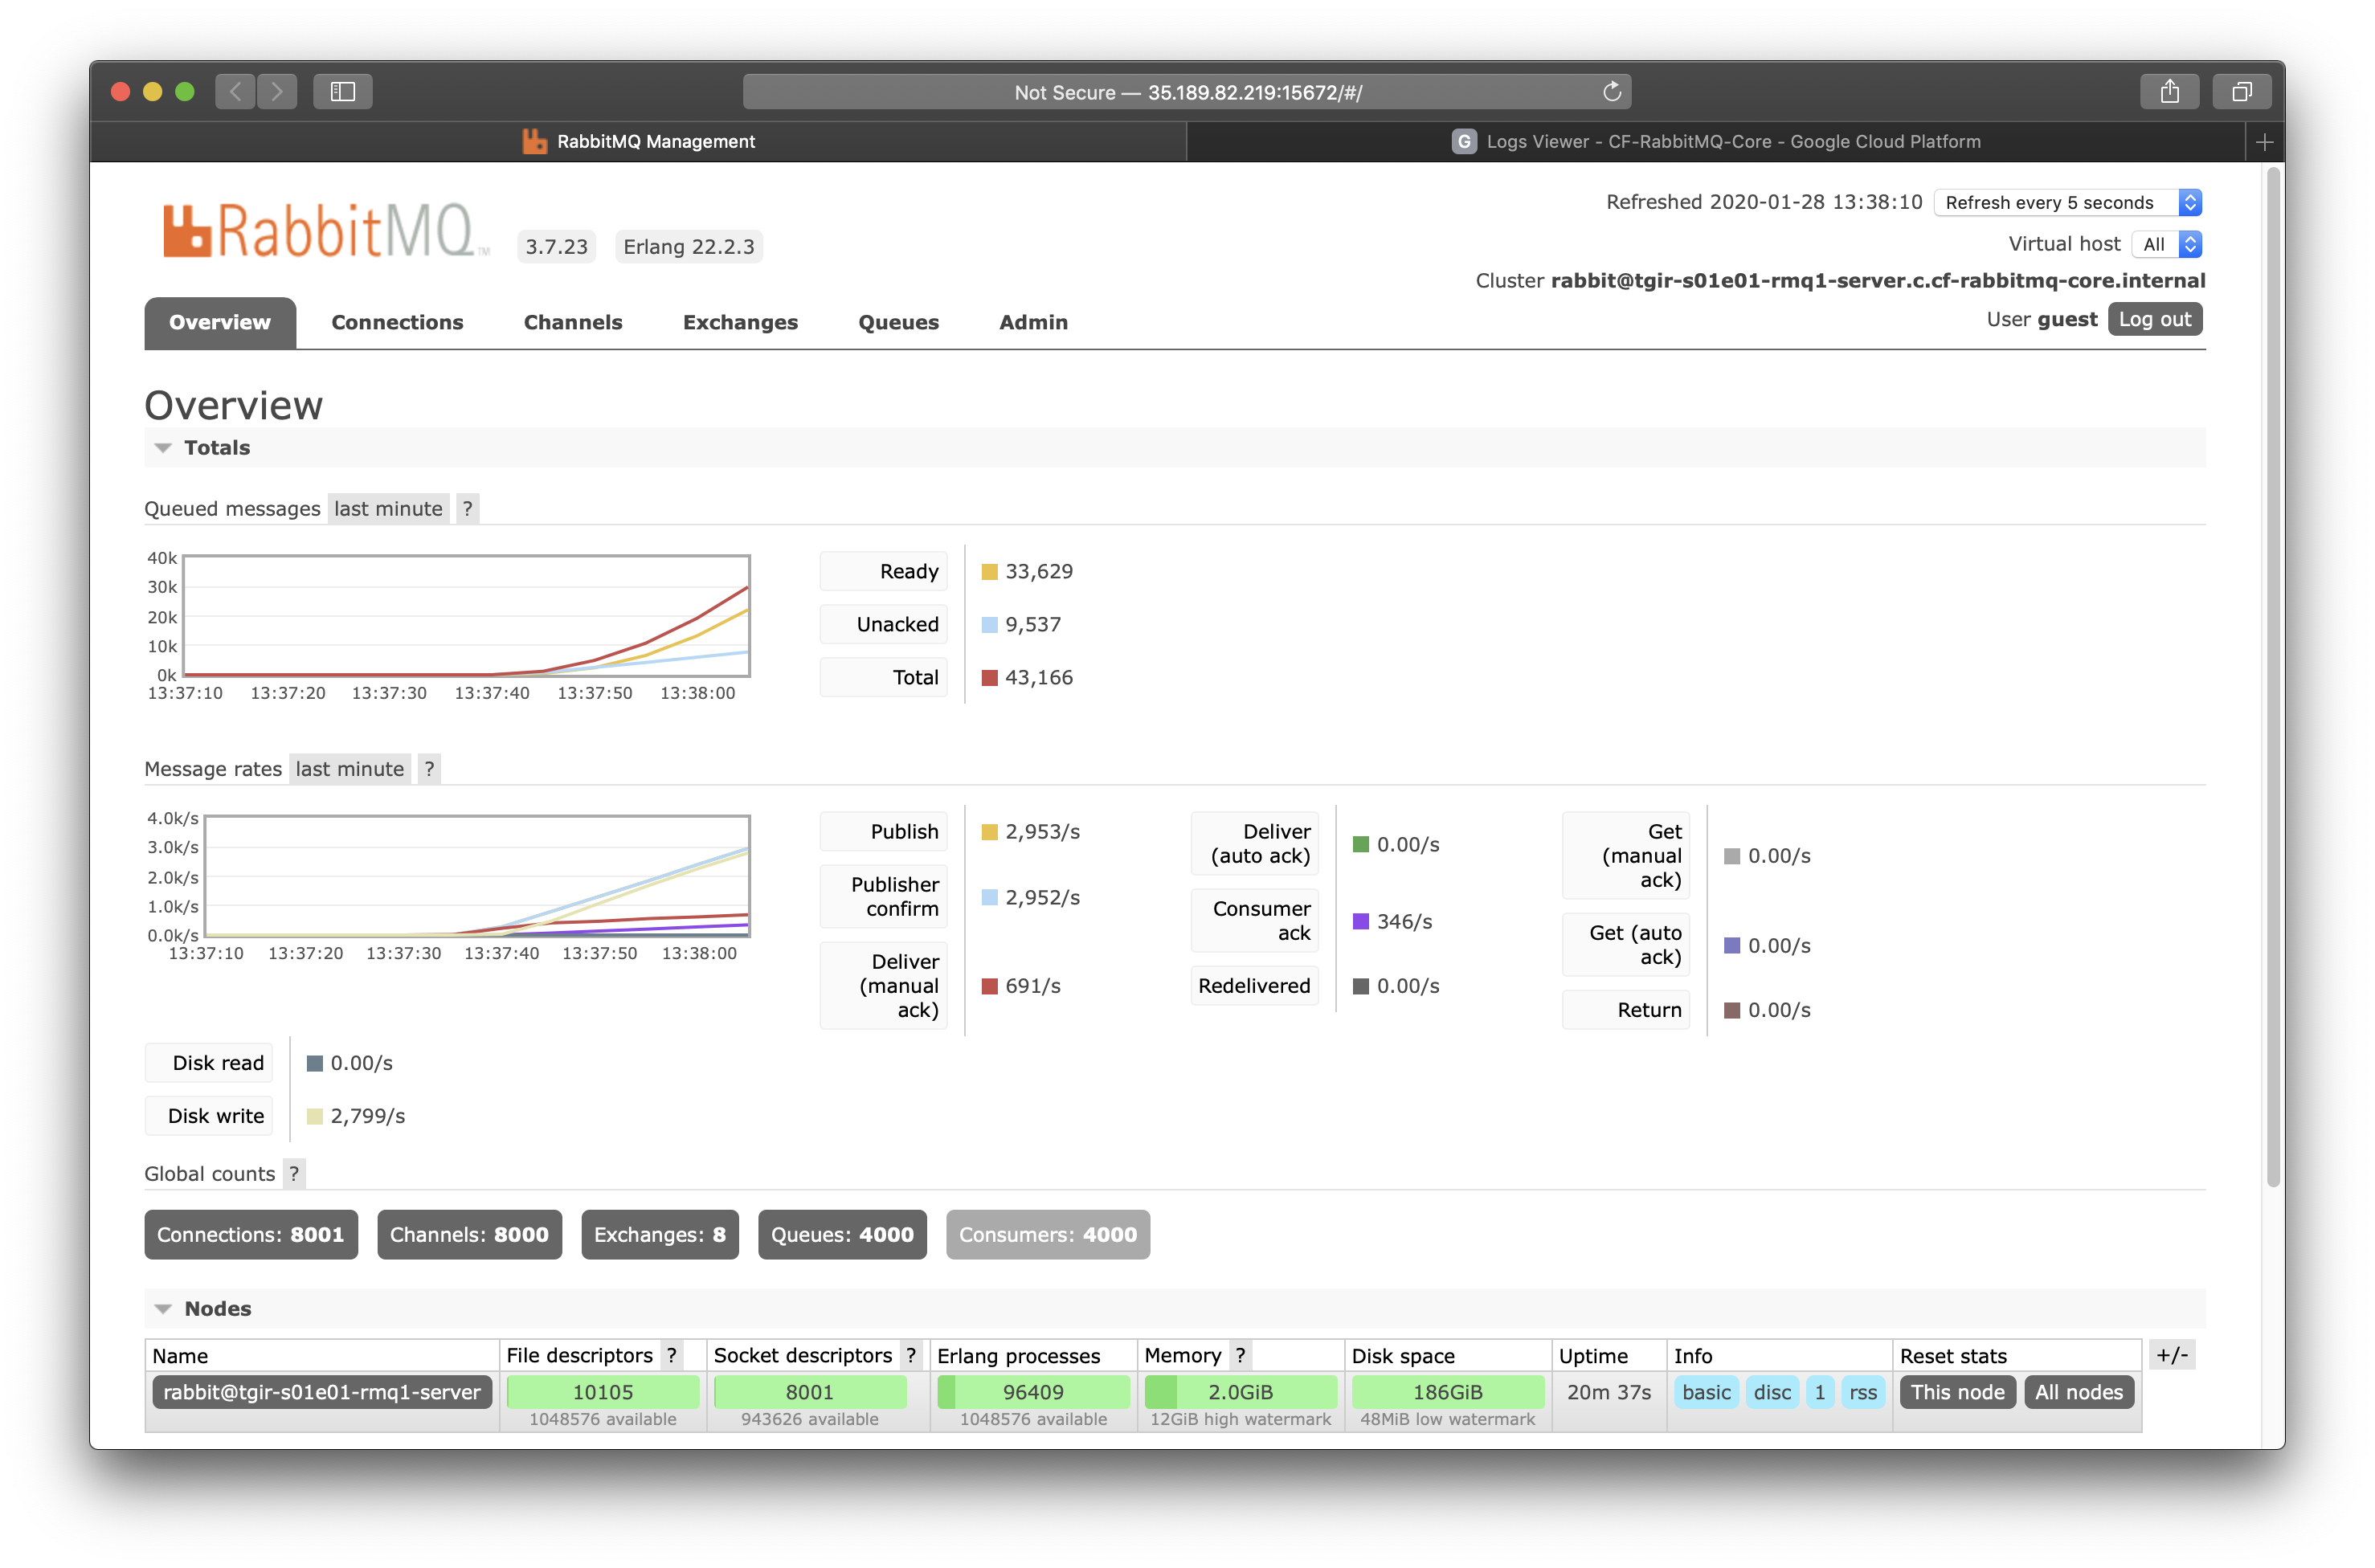 Not Secure — 35.189.82.219:15672/#/
RabbitMQ Management
G Logs Viewer - CF-RabbitMQ-Core - Google Cloud Platform
RabbitMQ TM 3.7.23 Erlang 22.2.3
Refreshed 2020-01-28 13:38:10 Refresh every 5 seconds
Virtual host All
Cluster rabbit@tgir-s01e01-rmq1-server.c.cf-rabbitmq-core.internal
User guest Log out
Overview Connections Channels Exchanges Queues Admin
Overview
Totals
Queued messages last minute ?
40k
30k
20k
10k
0k
13:37:10 13:37:20 13:37:30 13:37:40 13:37:50 13:38:00
Ready 33,629
Unacked 9,537
Total 43,166
Message rates last minute ?
4.0k/s
3.0k/s
2.0k/s
1.0k/s
0.0k/s
13:37:10 13:37:20 13:37:30 13:37:40 13:37:50 13:38:00
Publish 2,953/s
Publisher
confirm 2,952/s
Deliver
(manual
ack) 691/s
Deliver
(auto ack) 0.00/s
Consumer
ack 346/s
Redelivered 0.00/s
Get
(manual
ack) 0.00/s
Get (auto
ack) 0.00/s
Return 0.00/s
Disk read 0.00/s
Disk write 2,799/s
Global counts ?
Connections: 8001 Channels: 8000 Exchanges: 8 Queues: 4000 Consumers: 4000
Nodes
Name File descriptors ? Socket descriptors ? Erlang processes Memory ? Disk space Uptime Info Reset stats +/-
rabbit@tgir-s01e01-rmq1-server 10105 8001 96409 2.0GiB 186GiB 20m 37s basic disc 1 rss This node All nodes
1048576 available 943626 available 1048576 available 12GiB high watermark 48MiB low watermark